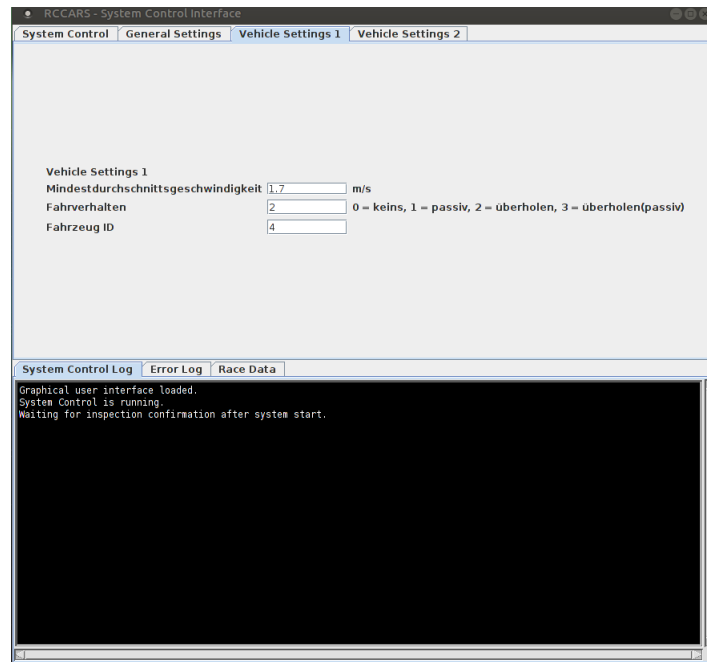 RCCARS - System Control Interface
System Control General Settings Vehicle Settings 1 Vehicle Settings 2
Vehicle Settings 1
Mindestdurchschnittsgeschwindigkeit 1.7 m/s
Fahrverhalten 2 0 = keins, 1 = passiv, 2 = überholen, 3 = überholen(passiv)
Fahrzeug ID 4
System Control Log Error Log Race Data
Graphical user interface loaded.
System Control is running.
Waiting for inspection confirmation after system start.